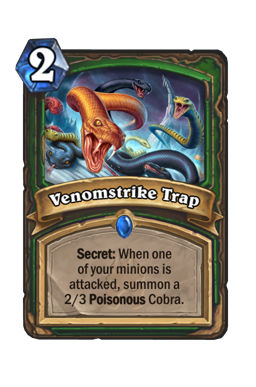 2
Venomstrike Trap
Secret: When one
of your minions is
attacked, summon a
2/3 Poisonous Cobra.